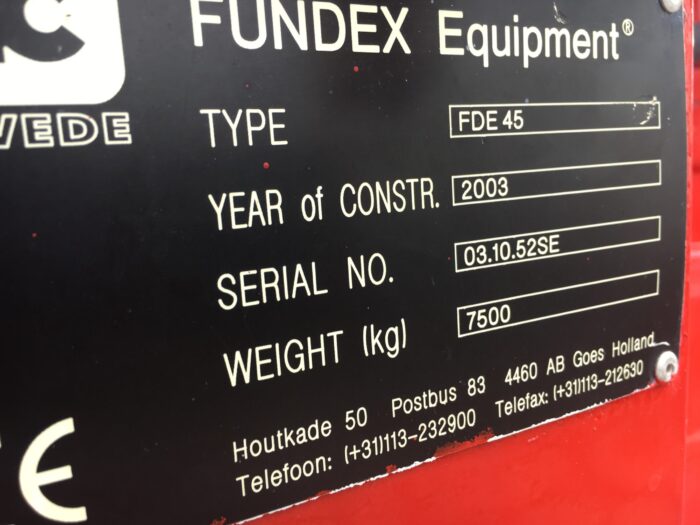 FUNDEX Equipment®
TYPE FDE 45
YEAR of CONSTR. 2003
SERIAL NO. 03.10.52SE
WEIGHT (kg) 7500
Houtkade 50 Postbus 83 4460 AB Goes Holland
Telefoon: (+31)113-232900 Telefax: (+31)113-212630
CE